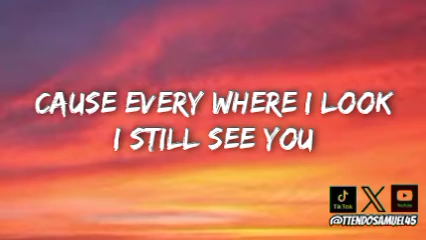 CAUSE EVERY WHERE I LOOK
I STILL SEE YOU
TikTok
YouTube
@TTENDOSAMUEL45